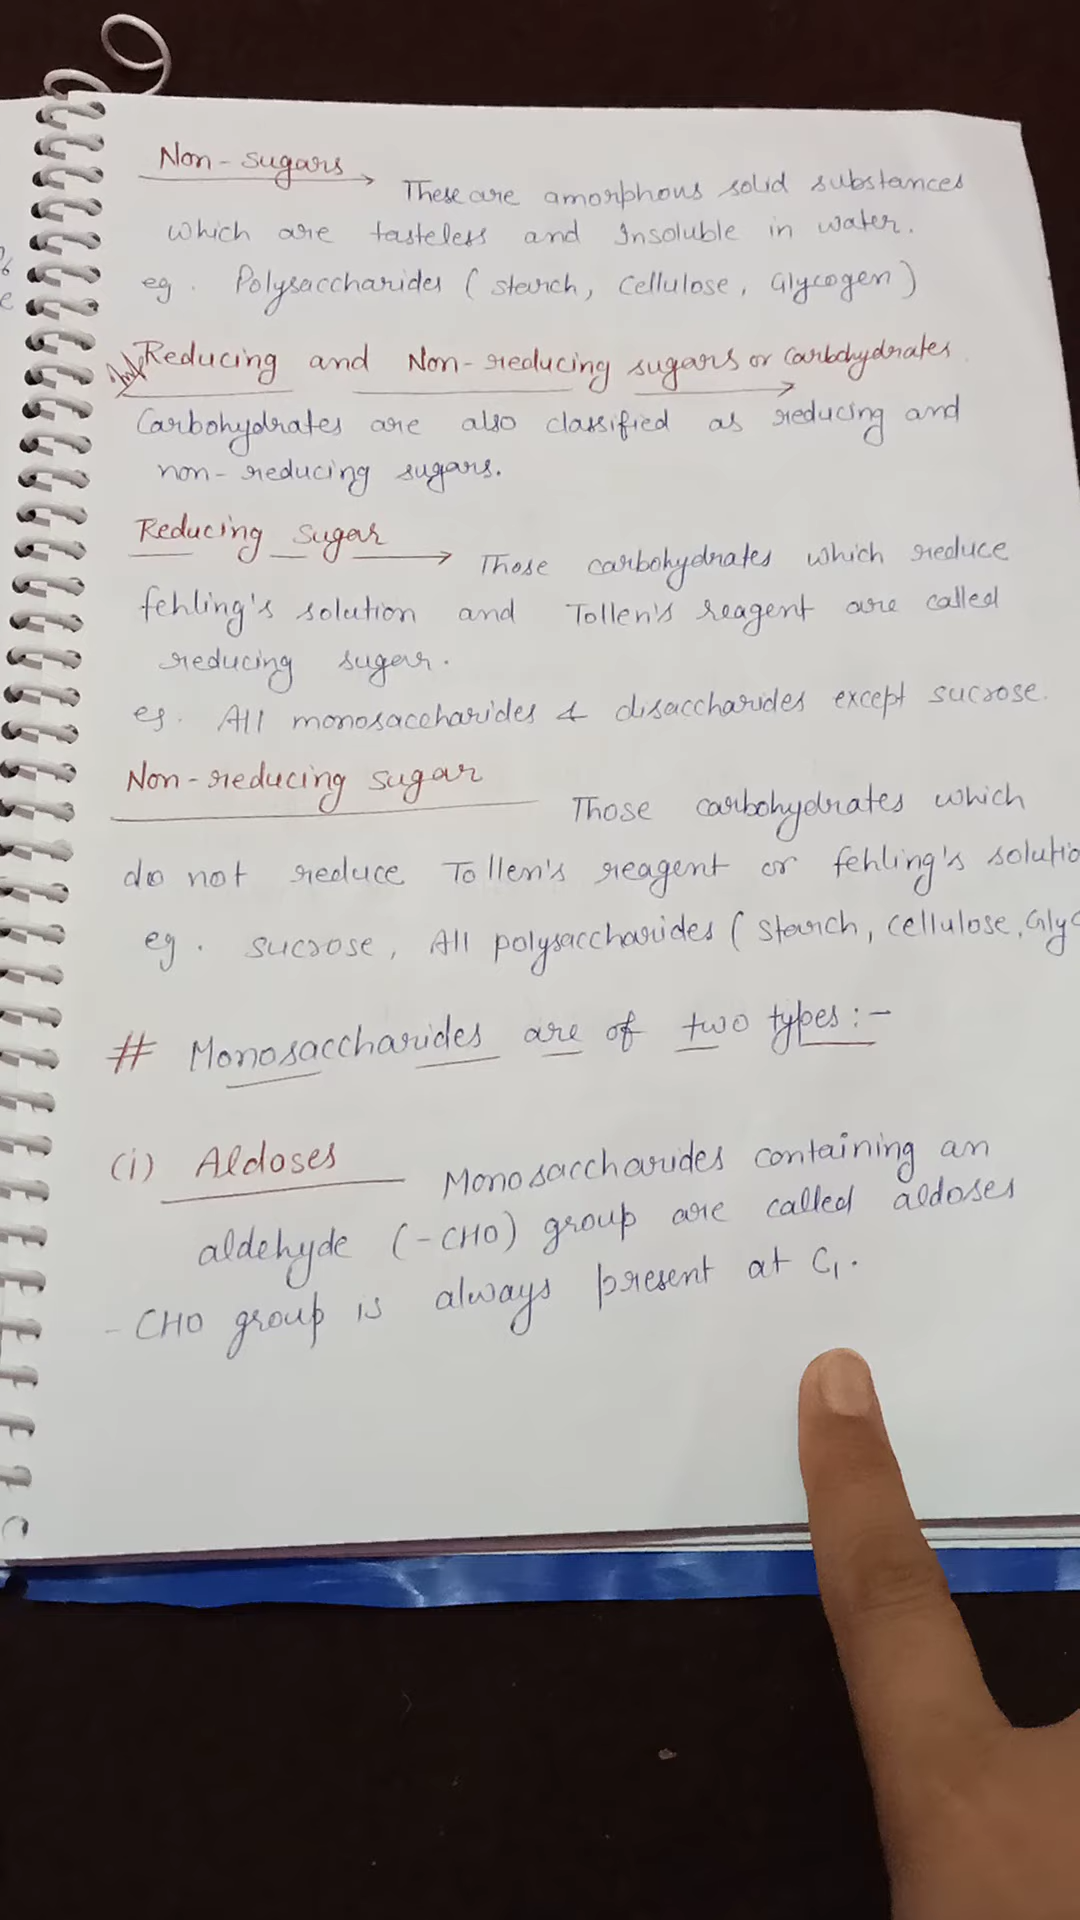 Non-sugars → These are amorphous solid substances
which are tasteless and Insoluble in water.
eg. Polysaccharides (starch, Cellulose, Glycogen)
Imp Reducing and Non-reducing sugars or Carbohydrates
Carbohydrates are also classified as reducing and
non-reducing sugars.
Reducing sugar → Those carbohydrates which reduce
fehling's solution and Tollen's reagent are called
reducing sugar.
eg. All monosaccharides & disaccharides except sucrose.
Non-reducing sugar Those carbohydrates which
do not reduce Tollen's reagent or fehling's solutio
eg. sucrose, All polysaccharides (starch, cellulose, Glyc
# Monosaccharides are of two types:-
(i) Aldoses Monosaccharides containing an
aldehyde (-CHO) group are called aldoses
- CHO group is always present at C1.